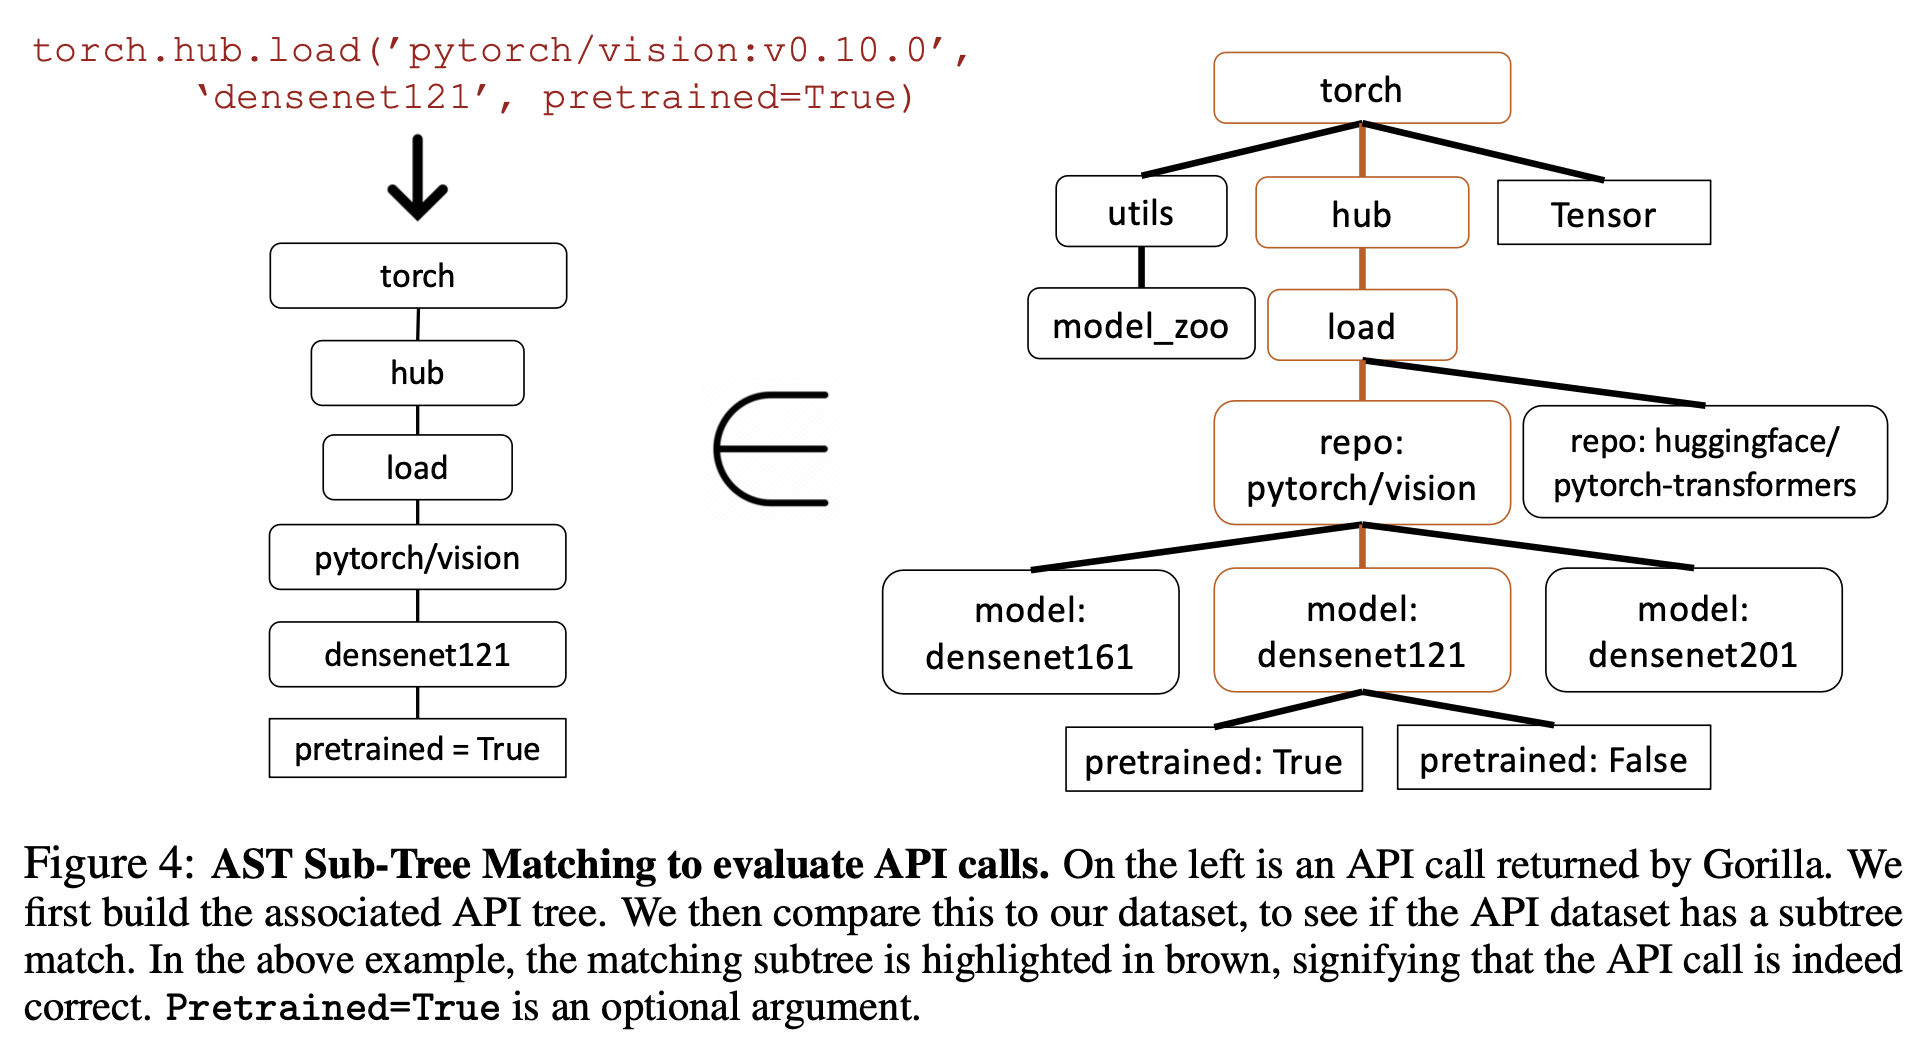 torch.hub.load(’pytorch/vision:v0.10.0’,
‘densenet121’, pretrained=True)
torch
hub
load
pytorch/vision
densenet121
pretrained = True
∈
torch
utils
hub
Tensor
model_zoo
load
repo:
pytorch/vision
repo: huggingface/
pytorch-transformers
model:
densenet161
model:
densenet121
model:
densenet201
pretrained: True
pretrained: False
Figure 4: AST Sub-Tree Matching to evaluate API calls. On the left is an API call returned by Gorilla. We
first build the associated API tree. We then compare this to our dataset, to see if the API dataset has a subtree
match. In the above example, the matching subtree is highlighted in brown, signifying that the API call is indeed
correct. Pretrained=True is an optional argument.